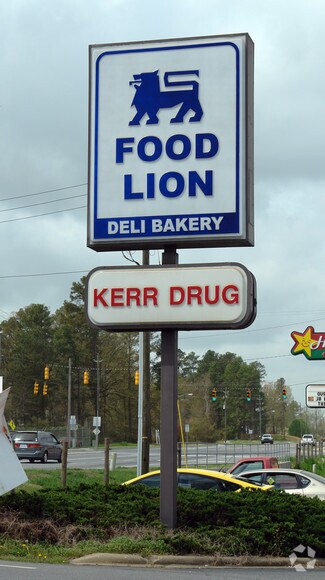 FOOD
LION
DELI BAKERY
KERR DRUG